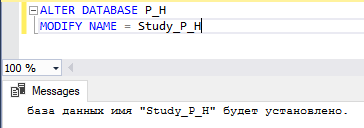 ALTER DATABASE P_H
MODIFY NAME = Study_P_H
100 %
Messages
база данных имя "Study_P_H" будет установлено.